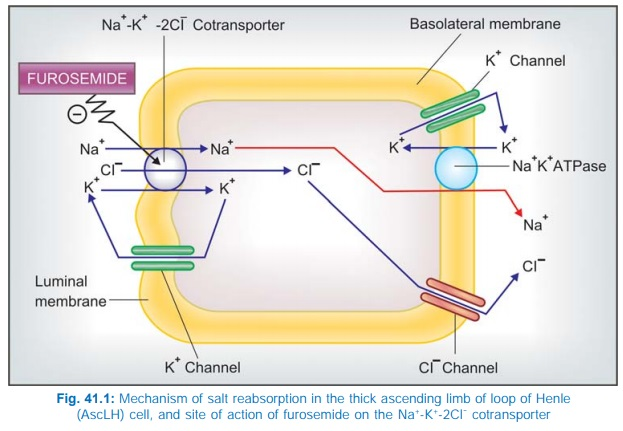 Na⁺-K⁺ -2Cl⁻ Cotransporter
Basolateral membrane
K⁺ Channel
FUROSEMIDE
−
Na⁺
Na⁺
Cl⁻
Cl⁻
K⁺
K⁺
K⁺
K⁺
Na⁺K⁺ATPase
Na⁺
Cl⁻
Luminal
membrane
K⁺ Channel
Cl⁻ Channel
Fig. 41.1: Mechanism of salt reabsorption in the thick ascending limb of loop of Henle
(AscLH) cell, and site of action of furosemide on the Na⁺-K⁺-2Cl⁻ cotransporter